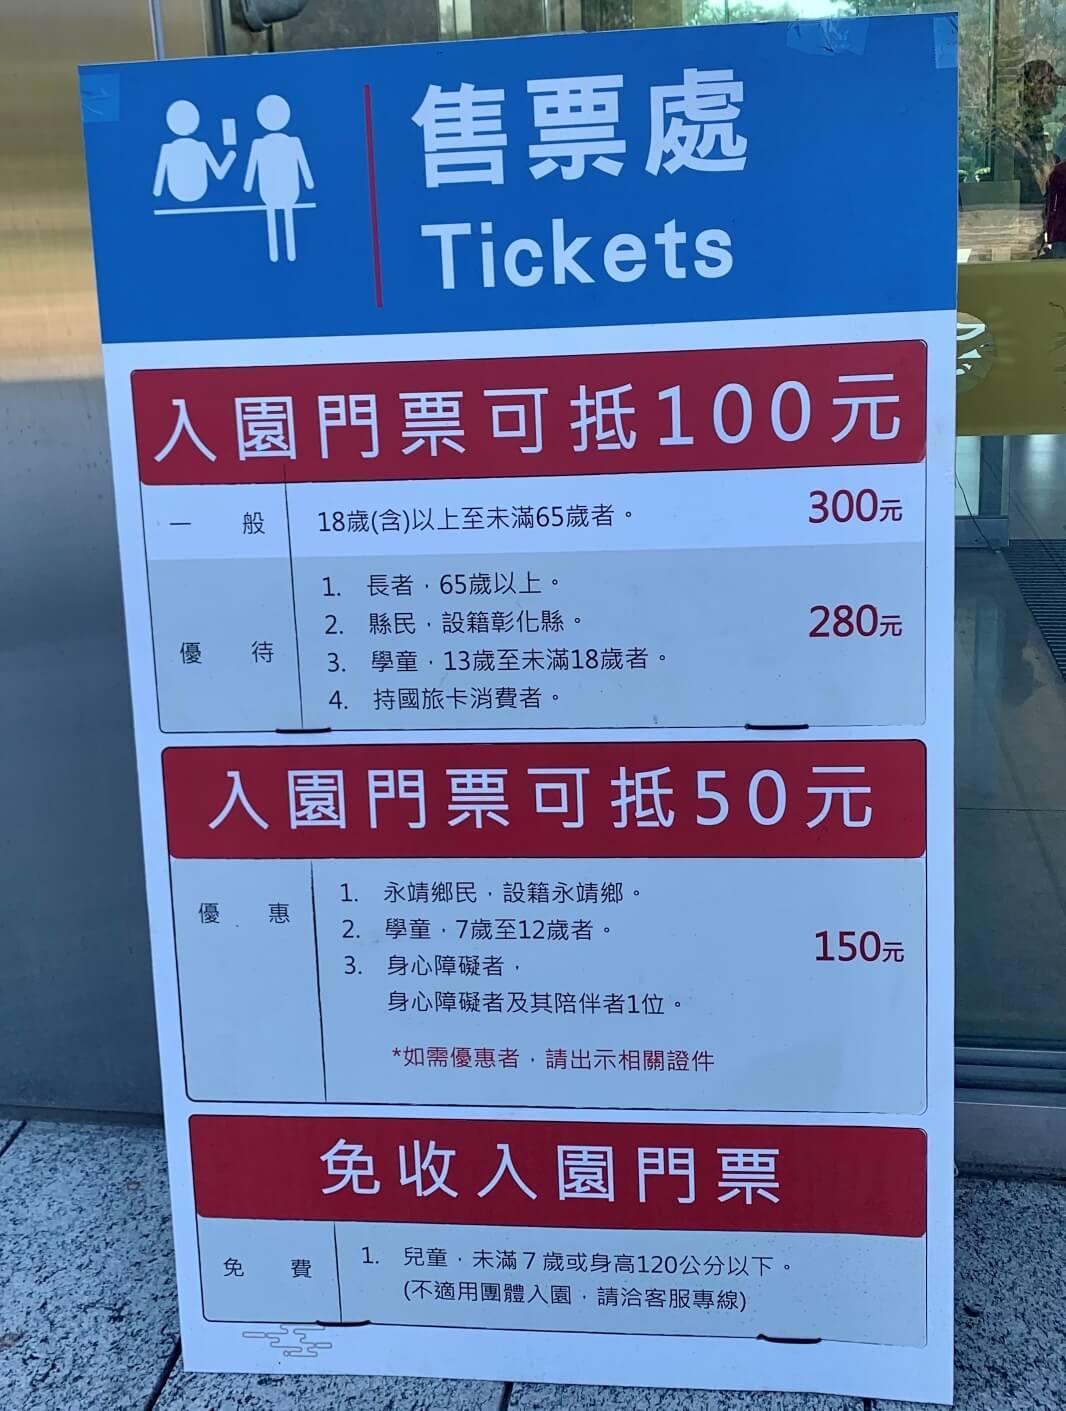 售票處
Tickets
入園門票可抵100元
一般 18歲(含)以上至未滿65歲者。 300元
優待
1. 長者，65歲以上。
2. 縣民，設籍彰化縣。
3. 學童，13歲至未滿18歲者。
4. 持國旅卡消費者。
280元
入園門票可抵50元
優惠
1. 永靖鄉民，設籍永靖鄉。
2. 學童，7歲至12歲者。
3. 身心障礙者，
身心障礙者及其陪伴者1位。
150元
*如需優惠者，請出示相關證件
免收入園門票
免費
1. 兒童，未滿７歲或身高120公分以下。
(不適用團體入園，請洽客服專線)